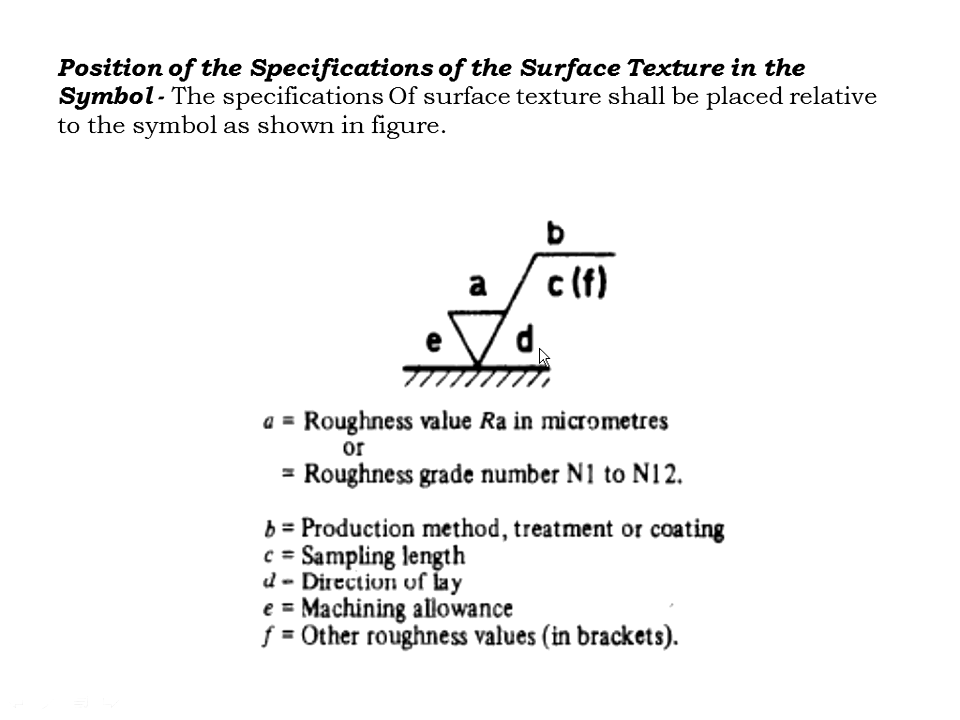 Position of the Specifications of the Surface Texture in the
Symbol - The specifications Of surface texture shall be placed relative
to the symbol as shown in figure.
b
a c (f)
e d
a = Roughness value Ra in micrometres
or
= Roughness grade number N1 to N12.
b = Production method, treatment or coating
c = Sampling length
d - Direction of lay
e = Machining allowance
f = Other roughness values (in brackets).